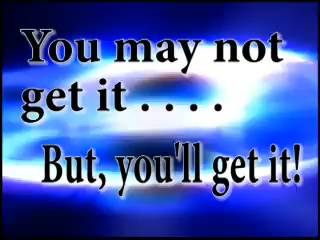 You may not
get it . . . .
But, you'll get it!